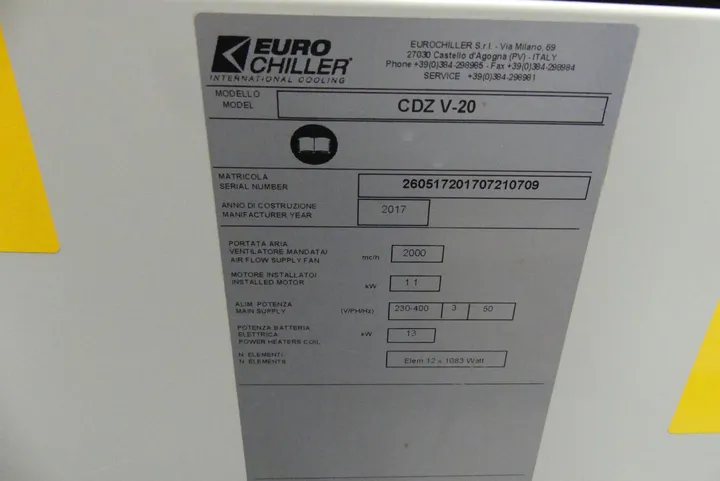 EURO
CHILLER®
INTERNATIONAL COOLING
EUROCHILLER S.r.l. - Via Milano, 69
27030 Castello d'Agogna (PV) - ITALY
Phone +39(0)384-298985 - Fax +39(0)384-298984
SERVICE +39(0)384-298981
MODELLO
MODEL
CDZ V-20
MATRICOLA
SERIAL NUMBER
260517201707210709
ANNO DI COSTRUZIONE
MANIFACTURER YEAR
2017
PORTATA ARIA
VENTILATORE MANDATA/
AIR FLOW SUPPLY FAN
mc/h
2000
MOTORE INSTALLATO/
INSTALLED MOTOR
kW
1.1
ALIM. POTENZA
MAIN SUPPLY
(V/PH/Hz)
230-400
3
50
POTENZA BATTERIA
ELETTRICA
POWER HEATERS COIL
kW
13
N. ELEMENTI
N. ELEMENTS
Elem 12 x 1083 Watt